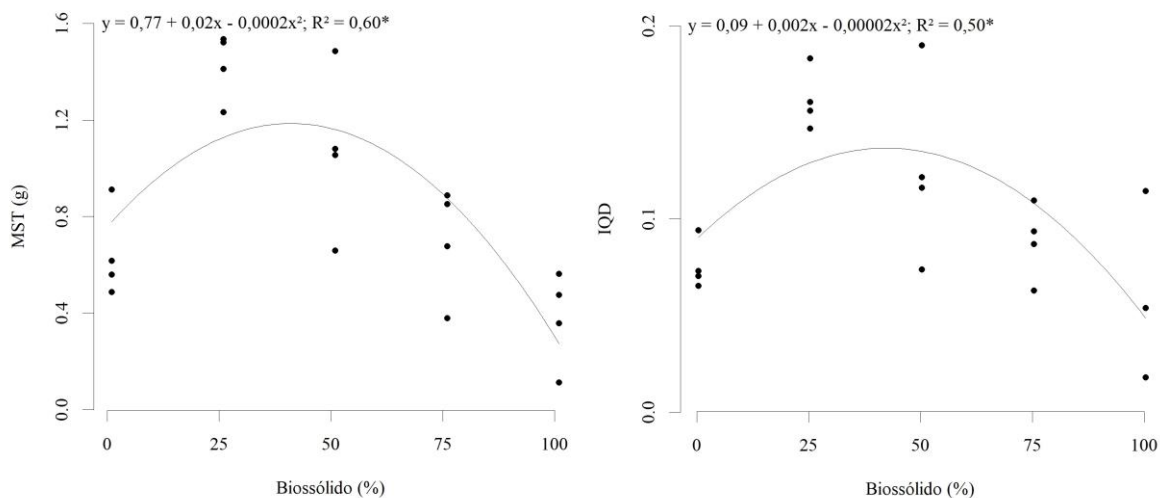 y = 0,77 + 0,02x - 0,0002x²; R² = 0,60*
MST (g)
1.6
1.2
0.8
0.4
0.0
0 25 50 75 100
Biossólido (%)
y = 0,09 + 0,002x - 0,00002x²; R² = 0,50*
IQD
0.2
0.1
0.0
0 25 50 75 100
Biossólido (%)